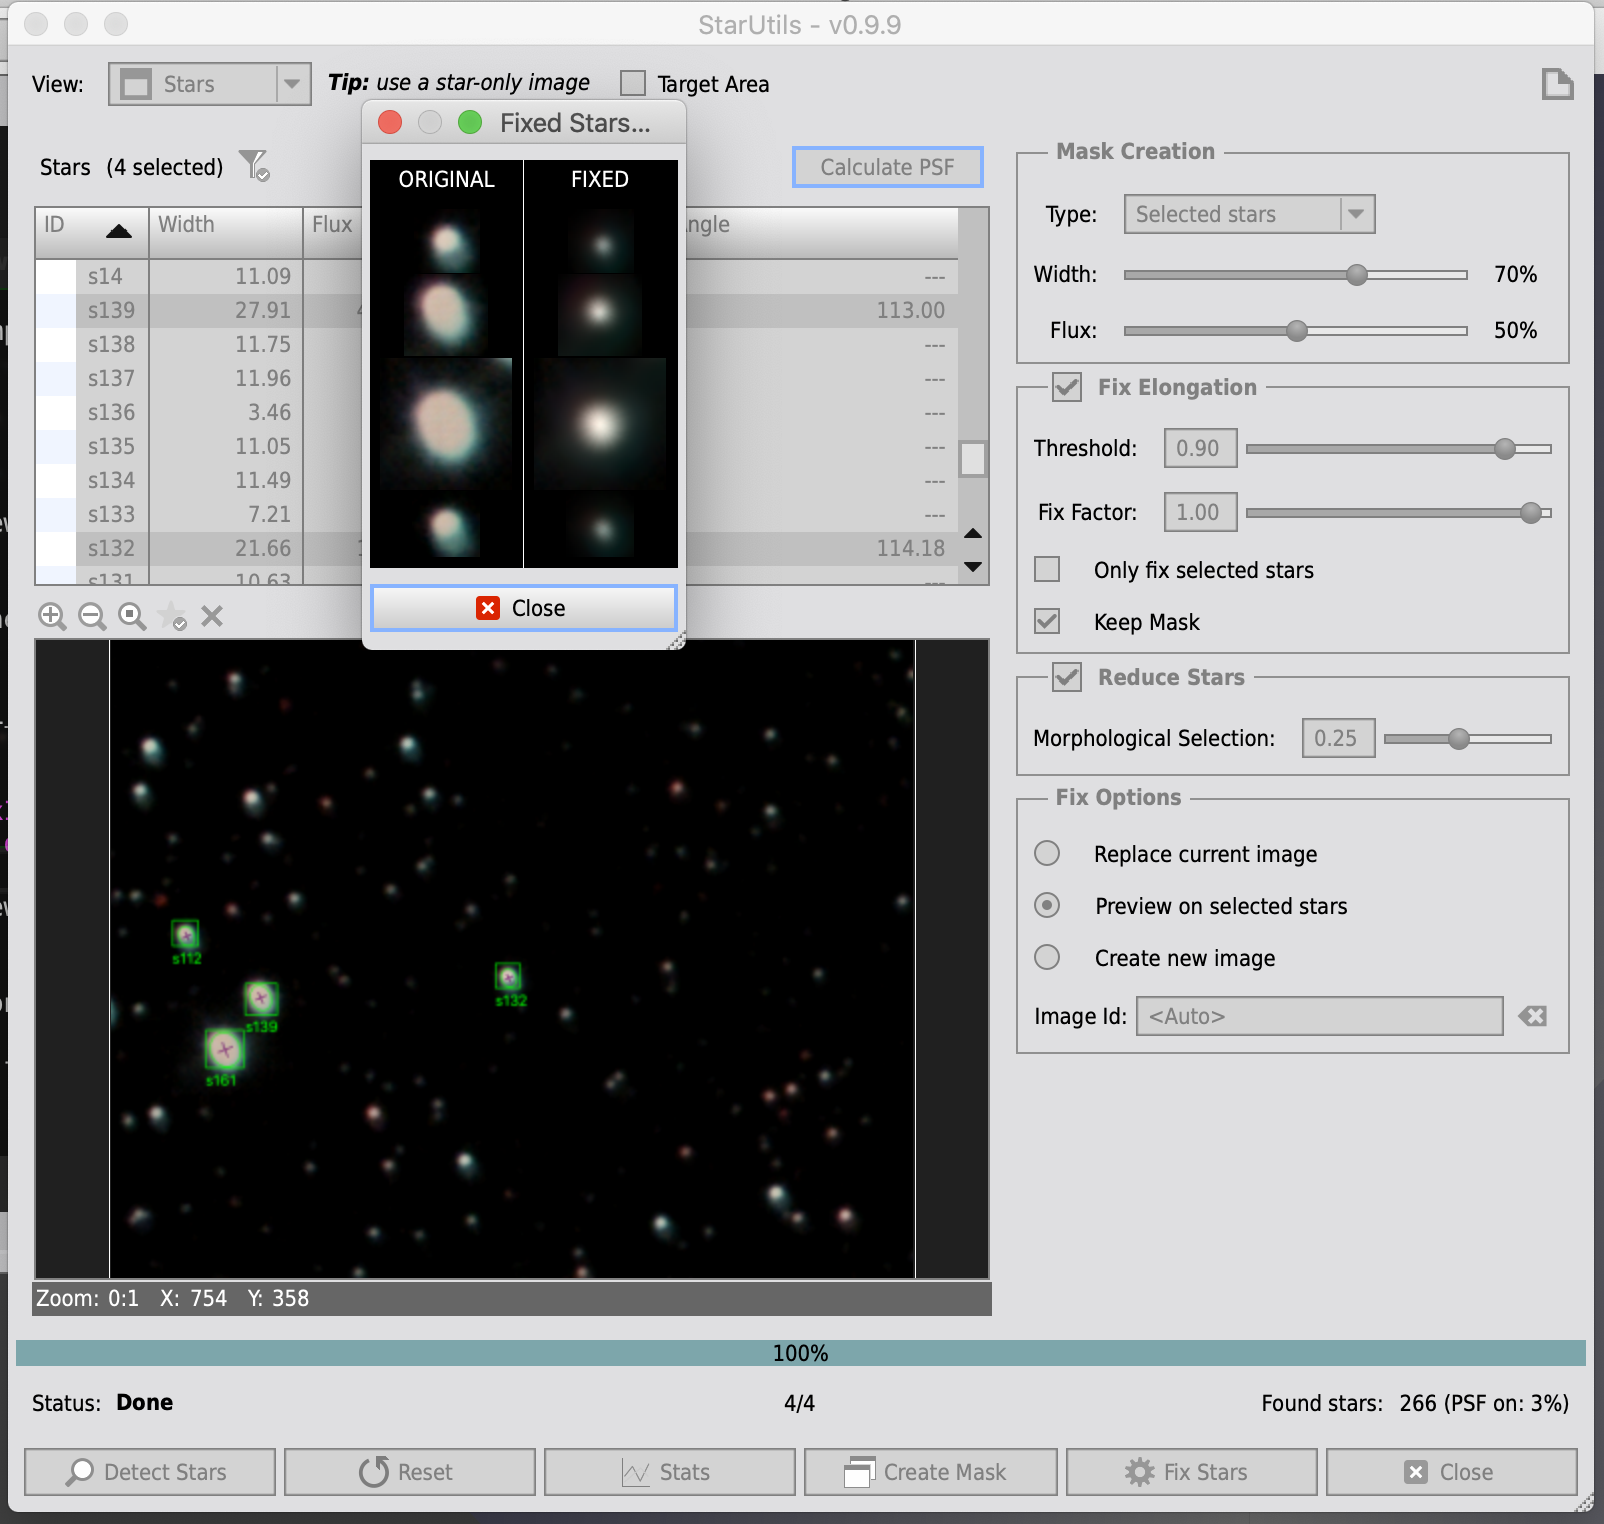 StarUtils - v0.9.9
View: Stars Tip: use a star-only image Target Area
Fixed Stars...
Stars (4 selected) Calculate PSF
ORIGINAL FIXED
ID Width Flux ngle
s14 11.09 ---
s139 27.91 113.00
s138 11.75 ---
s137 11.96 ---
s136 3.46 ---
s135 11.05 ---
s134 11.49 ---
s133 7.21 ---
s132 21.66 114.18
s131 10.63 ---
Close
Mask Creation
Type: Selected stars
Width: 70%
Flux: 50%
Fix Elongation
Threshold: 0.90
Fix Factor: 1.00
Only fix selected stars
Keep Mask
Reduce Stars
Morphological Selection: 0.25
Fix Options
Replace current image
Preview on selected stars
Create new image
Image Id: <Auto>
s112
s132
s139
s161
Zoom: 0:1 X: 754 Y: 358
100%
Status: Done 4/4 Found stars: 266 (PSF on: 3%)
Detect Stars Reset Stats Create Mask Fix Stars Close